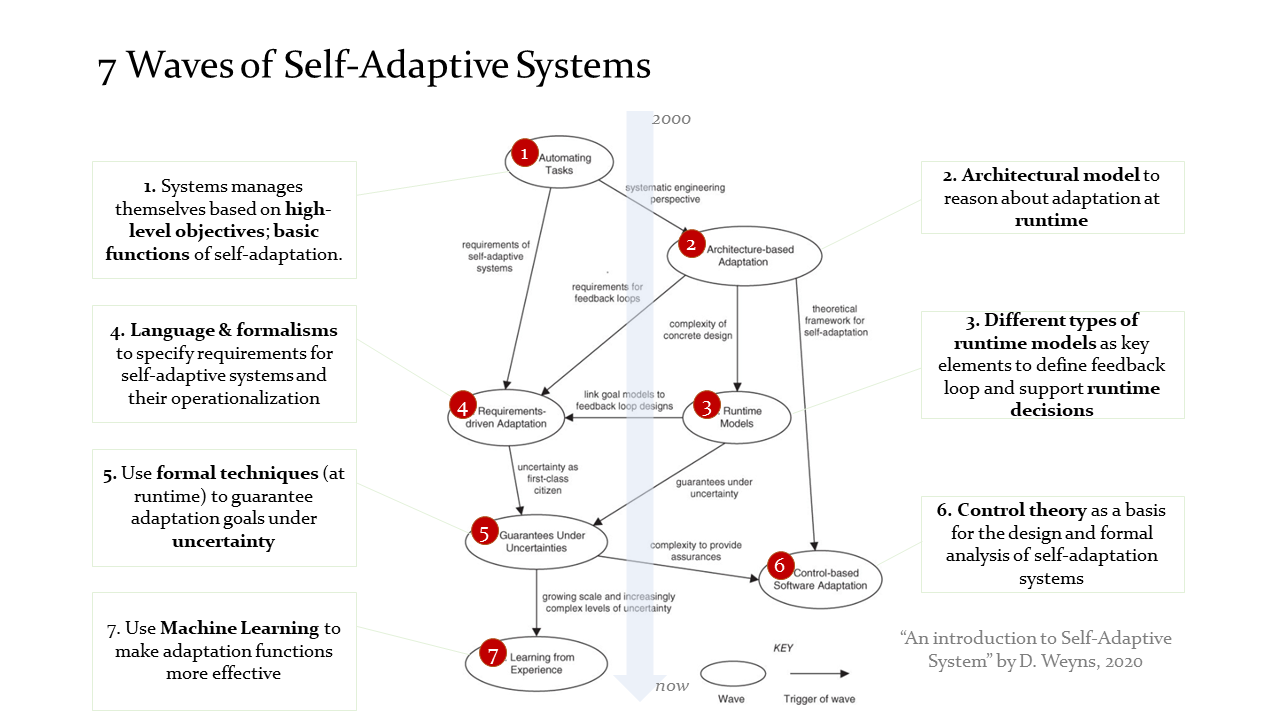 7 Waves of Self-Adaptive Systems
2000
1. Systems manages
themselves based on high-
level objectives; basic
functions of self-adaptation.
4. Language & formalisms
to specify requirements for
self-adaptive systems and
their operationalization
5. Use formal techniques (at
runtime) to guarantee
adaptation goals under
uncertainty
7. Use Machine Learning to
make adaptation functions
more effective
1
Automating
Tasks
systematic engineering
perspective
requirements of
self-adaptive
systems
2
Architecture-based
Adaptation
requirements for
feedback loops
complexity of
concrete design
theoretical
framework for
self-adaptation
4
Requirements-
driven Adaptation
link goal models to
feedback loop designs
3
Runtime
Models
uncertainty as
first-class
citizen
guarantees under
uncertainty
5
Guarantees Under
Uncertainties
complexity to provide
assurances
6
Control-based
Software Adaptation
growing scale and increasingly
complex levels of uncertainty
7
Learning from
Experience
now
KEY
Wave
Trigger of wave
2. Architectural model to
reason about adaptation at
runtime
3. Different types of
runtime models as key
elements to define feedback
loop and support runtime
decisions
6. Control theory as a basis
for the design and formal
analysis of self-adaptation
systems
“An introduction to Self-Adaptive
System” by D. Weyns, 2020